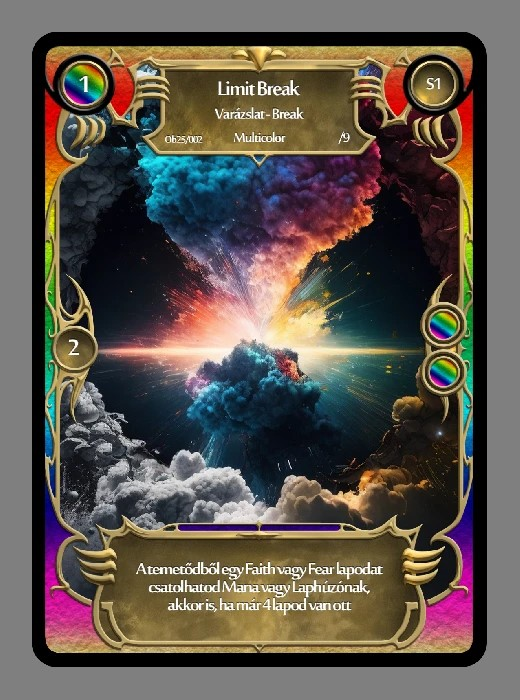 1
Limit Break
S1
Varázslat - Break
Ob25/002 Multicolor /9
2
A temetődből egy Faith vagy Fear lapodat
csatolhatod Mana vagy Laphúzónak,
akkor is, ha már 4 lapod van ott